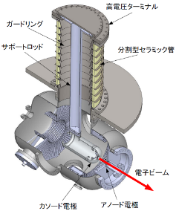 高電圧ターミナル
ガードリング
サポートロッド
分割型セラミック管
電子ビーム
アノード電極
カソード電極